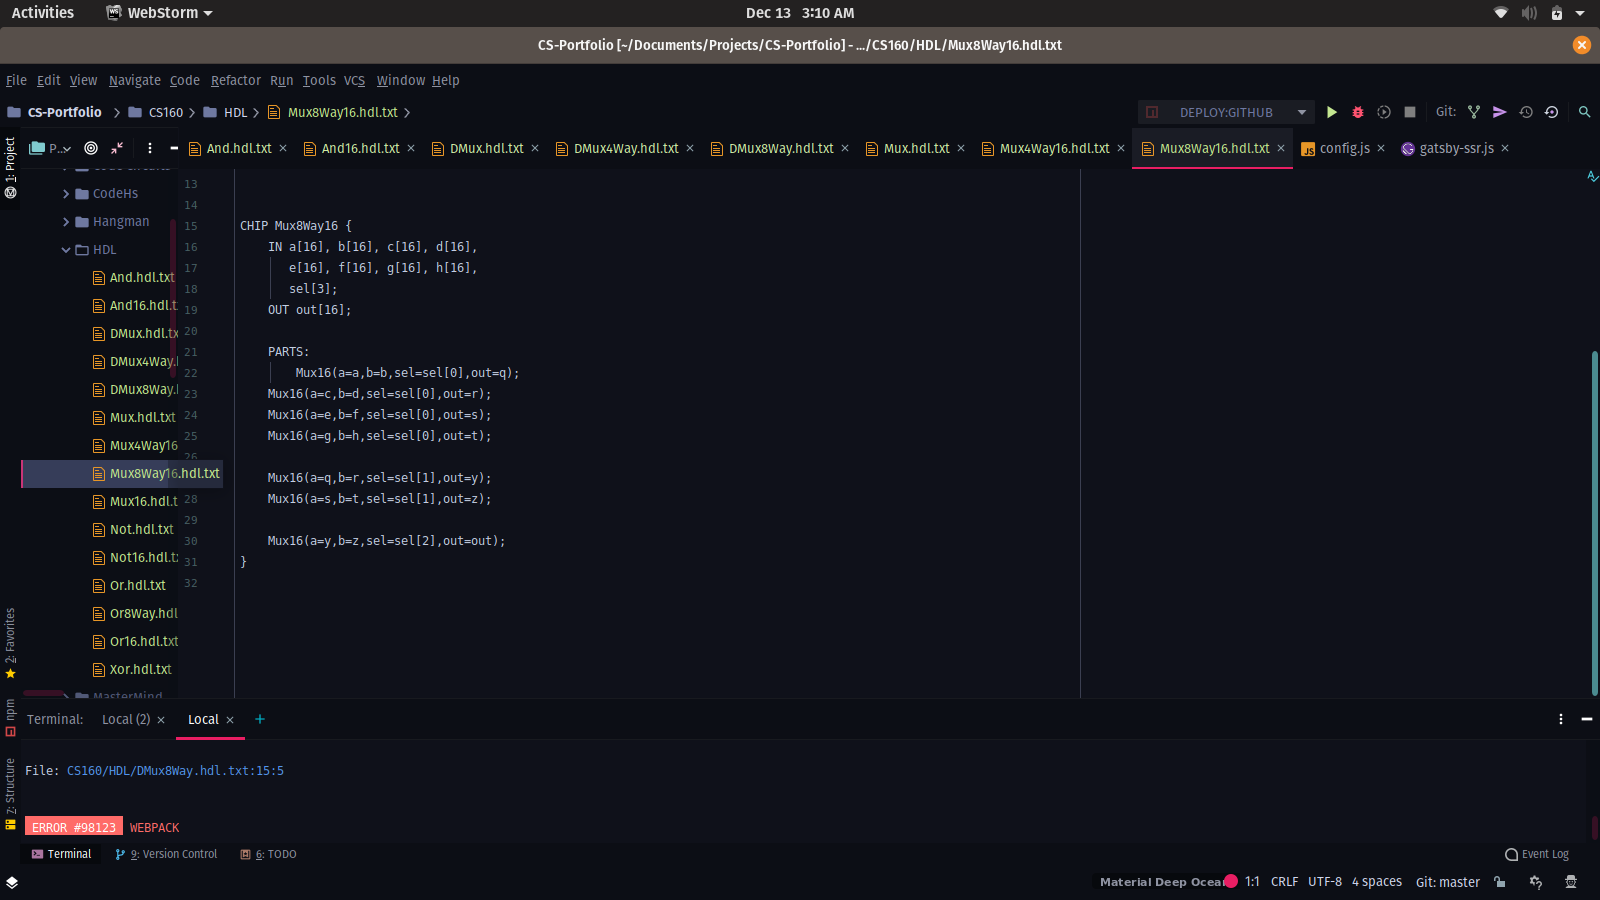 Activities WebStorm Dec 13 3:10 AM
CS-Portfolio [~/Documents/Projects/CS-Portfolio] - .../CS160/HDL/Mux8Way16.hdl.txt
File Edit View Navigate Code Refactor Run Tools VCS Window Help
CS-Portfolio CS160 HDL Mux8Way16.hdl.txt DEPLOY:GITHUB Git:
P... And.hdl.txt And16.hdl.txt DMux.hdl.txt DMux4Way.hdl.txt DMux8Way.hdl.txt Mux.hdl.txt Mux4Way16.hdl.txt Mux8Way16.hdl.txt config.js gatsby-ssr.js
1: Project
CodeHs
Hangman
HDL
And.hdl.txt
And16.hdl.t
DMux.hdl.tx
DMux4Way.
DMux8Way.
Mux.hdl.txt
Mux4Way16
Mux8Way16.hdl.txt
Mux16.hdl.t
Not.hdl.txt
Not16.hdl.t
Or.hdl.txt
Or8Way.hdl
Or16.hdl.txt
Xor.hdl.txt
MasterMind
2: Favorites
npm
7: Structure
13
14
15 CHIP Mux8Way16 {
16 IN a[16], b[16], c[16], d[16],
17 e[16], f[16], g[16], h[16],
18 sel[3];
19 OUT out[16];
20
21 PARTS:
22 Mux16(a=a,b=b,sel=sel[0],out=q);
23 Mux16(a=c,b=d,sel=sel[0],out=r);
24 Mux16(a=e,b=f,sel=sel[0],out=s);
25 Mux16(a=g,b=h,sel=sel[0],out=t);
26
Mux16(a=q,b=r,sel=sel[1],out=y);
28 Mux16(a=s,b=t,sel=sel[1],out=z);
29
30 Mux16(a=y,b=z,sel=sel[2],out=out);
31 }
32
Terminal: Local (2) Local
File: CS160/HDL/DMux8Way.hdl.txt:15:5
ERROR #98123 WEBPACK
Terminal 9: Version Control 6: TODO Event Log
Material Deep Ocea 1:1 CRLF UTF-8 4 spaces Git: master